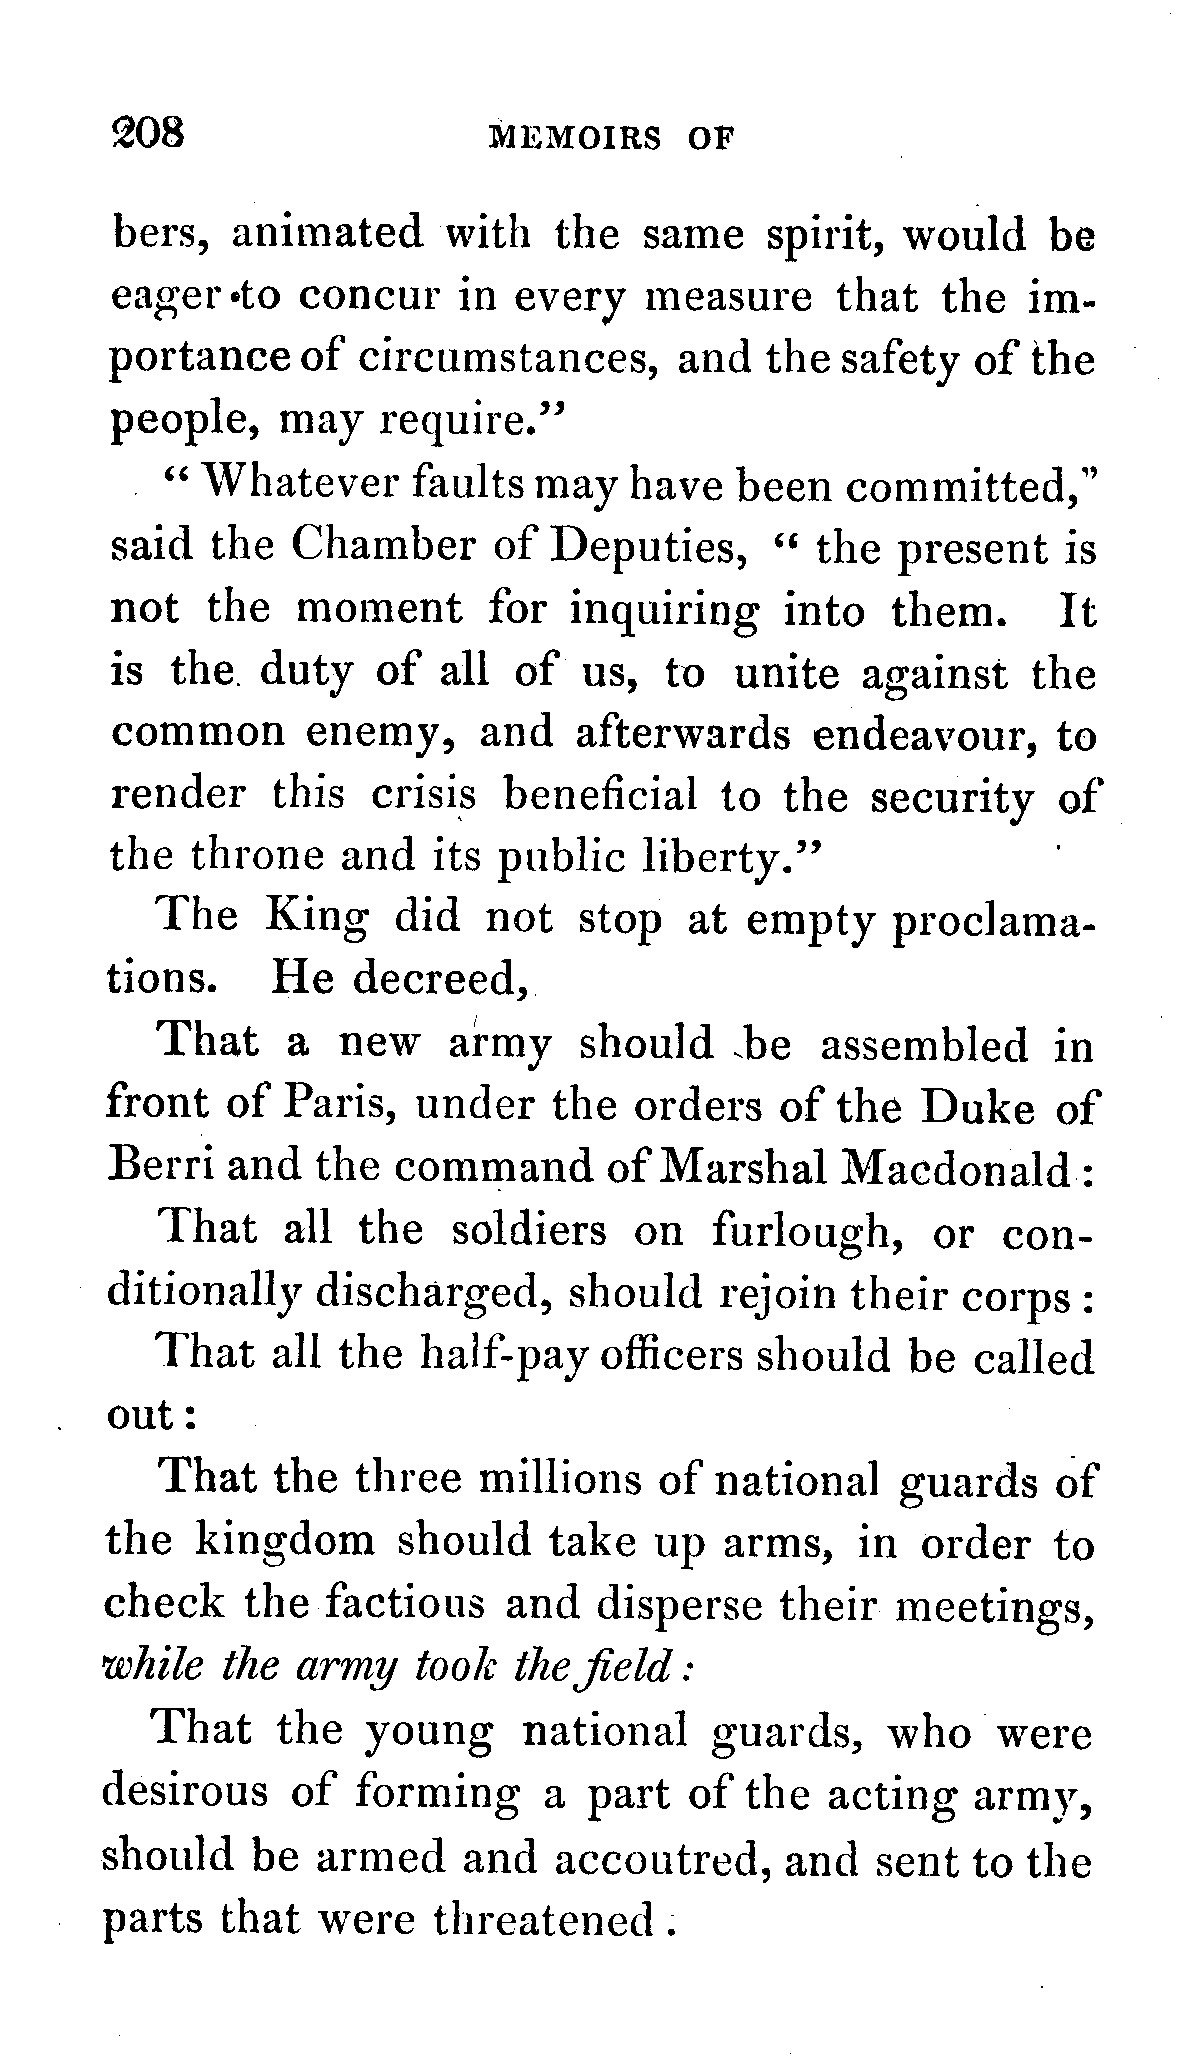 208 MEMOIRS OF
bers, animated with the same spirit, would be
eager to concur in every measure that the im-
portance of circumstances, and the safety of the
people, may require.”
“ Whatever faults may have been committed,”
said the Chamber of Deputies, “ the present is
not the moment for inquiring into them. It
is the duty of all of us, to unite against the
common enemy, and afterwards endeavour, to
render this crisis beneficial to the security of
the throne and its public liberty.”
The King did not stop at empty proclama-
tions. He decreed,
That a new army should be assembled in
front of Paris, under the orders of the Duke of
Berri and the command of Marshal Macdonald :
That all the soldiers on furlough, or con-
ditionally discharged, should rejoin their corps :
That all the half-pay officers should be called
out :
That the three millions of national guards of
the kingdom should take up arms, in order to
check the factious and disperse their meetings,
while the army took the field :
That the young national guards, who were
desirous of forming a part of the acting army,
should be armed and accoutred, and sent to the
parts that were threatened :